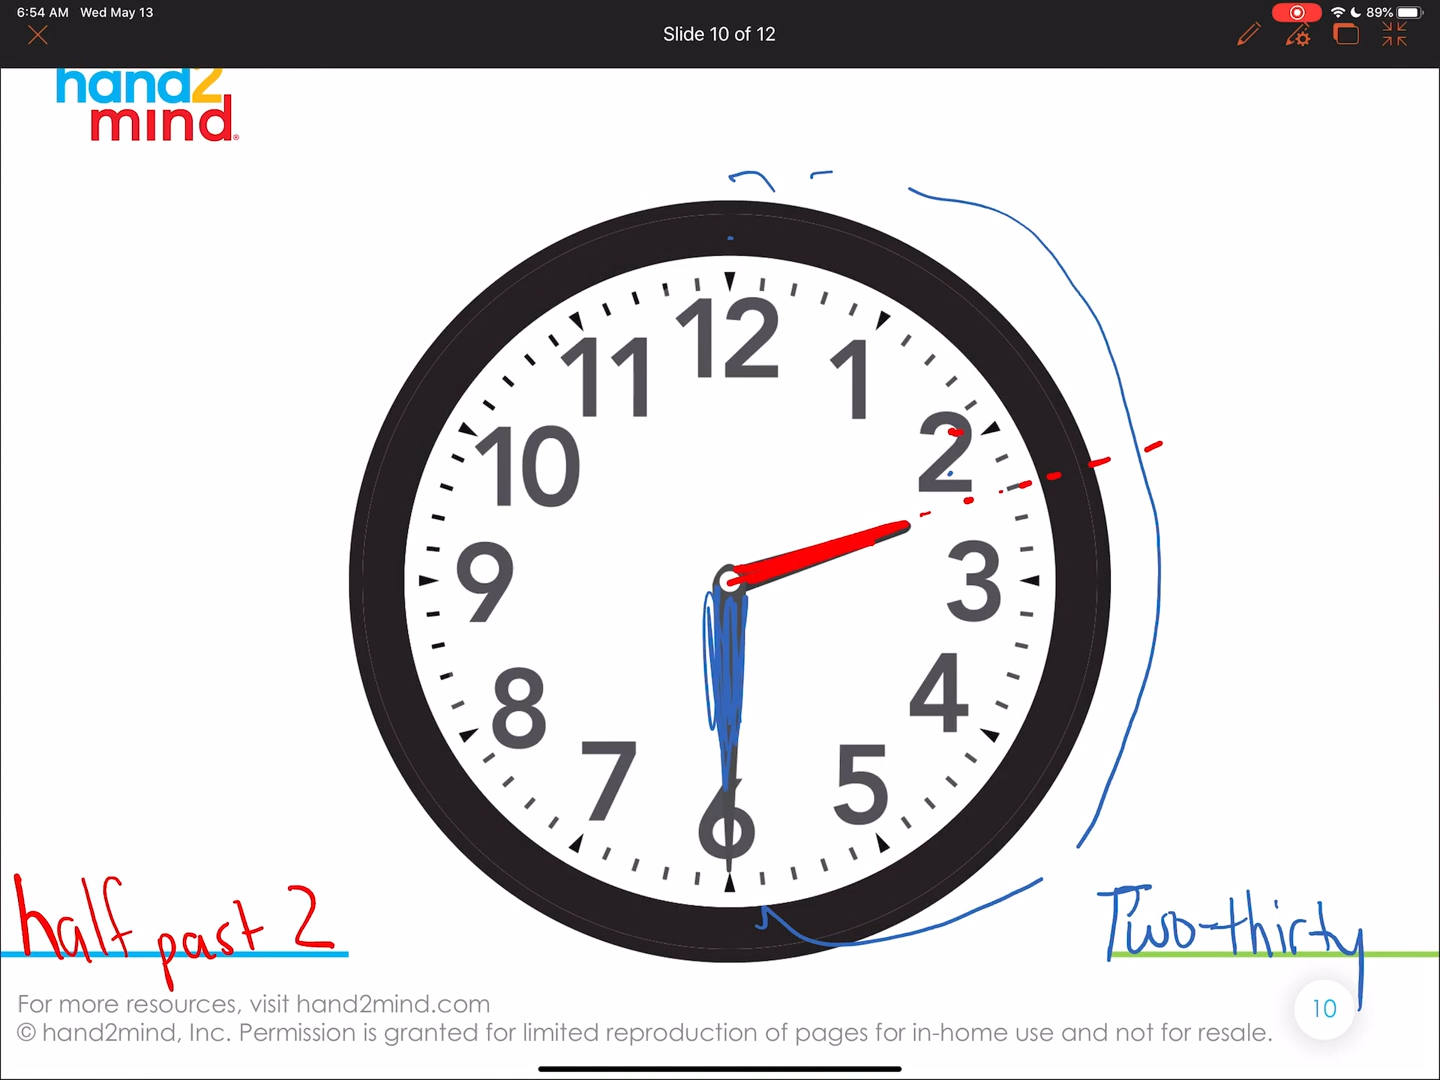 6:54 AM Wed May 13
89%
Slide 10 of 12
hand2
mind®
12
11
1
10
2
9
3
8
4
7
5
6
half past 2
Two-thirty
For more resources, visit hand2mind.com
10
© hand2mind, Inc. Permission is granted for limited reproduction of pages for in-home use and not for resale.